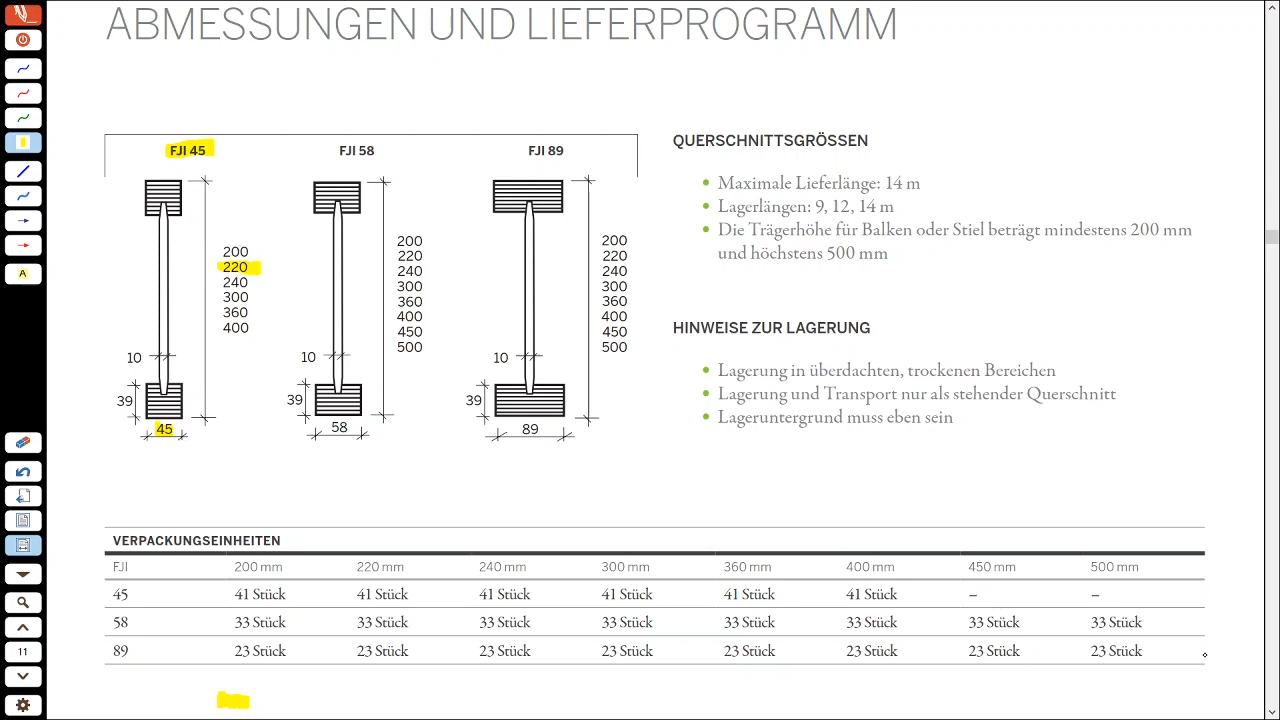 ABMESSUNGEN UND LIEFERPROGRAMM
FJI 45
FJI 58
FJI 89
200
220
240
300
360
400
10
39
45
200
220
240
300
360
400
450
500
10
39
58
200
220
240
300
360
400
450
500
10
39
89
QUERSCHNITTSGRÖSSEN
• Maximale Lieferlänge: 14 m
• Lagerlängen: 9, 12, 14 m
• Die Trägerhöhe für Balken oder Stiel beträgt mindestens 200 mm
und höchstens 500 mm
HINWEISE ZUR LAGERUNG
• Lagerung in überdachten, trockenen Bereichen
• Lagerung und Transport nur als stehender Querschnitt
• Lageruntergrund muss eben sein
VERPACKUNGSEINHEITEN
FJI 200 mm 220 mm 240 mm 300 mm 360 mm 400 mm 450 mm 500 mm
45 41 Stück 41 Stück 41 Stück 41 Stück 41 Stück 41 Stück – –
58 33 Stück 33 Stück 33 Stück 33 Stück 33 Stück 33 Stück 33 Stück 33 Stück
89 23 Stück 23 Stück 23 Stück 23 Stück 23 Stück 23 Stück 23 Stück 23 Stück
A
11